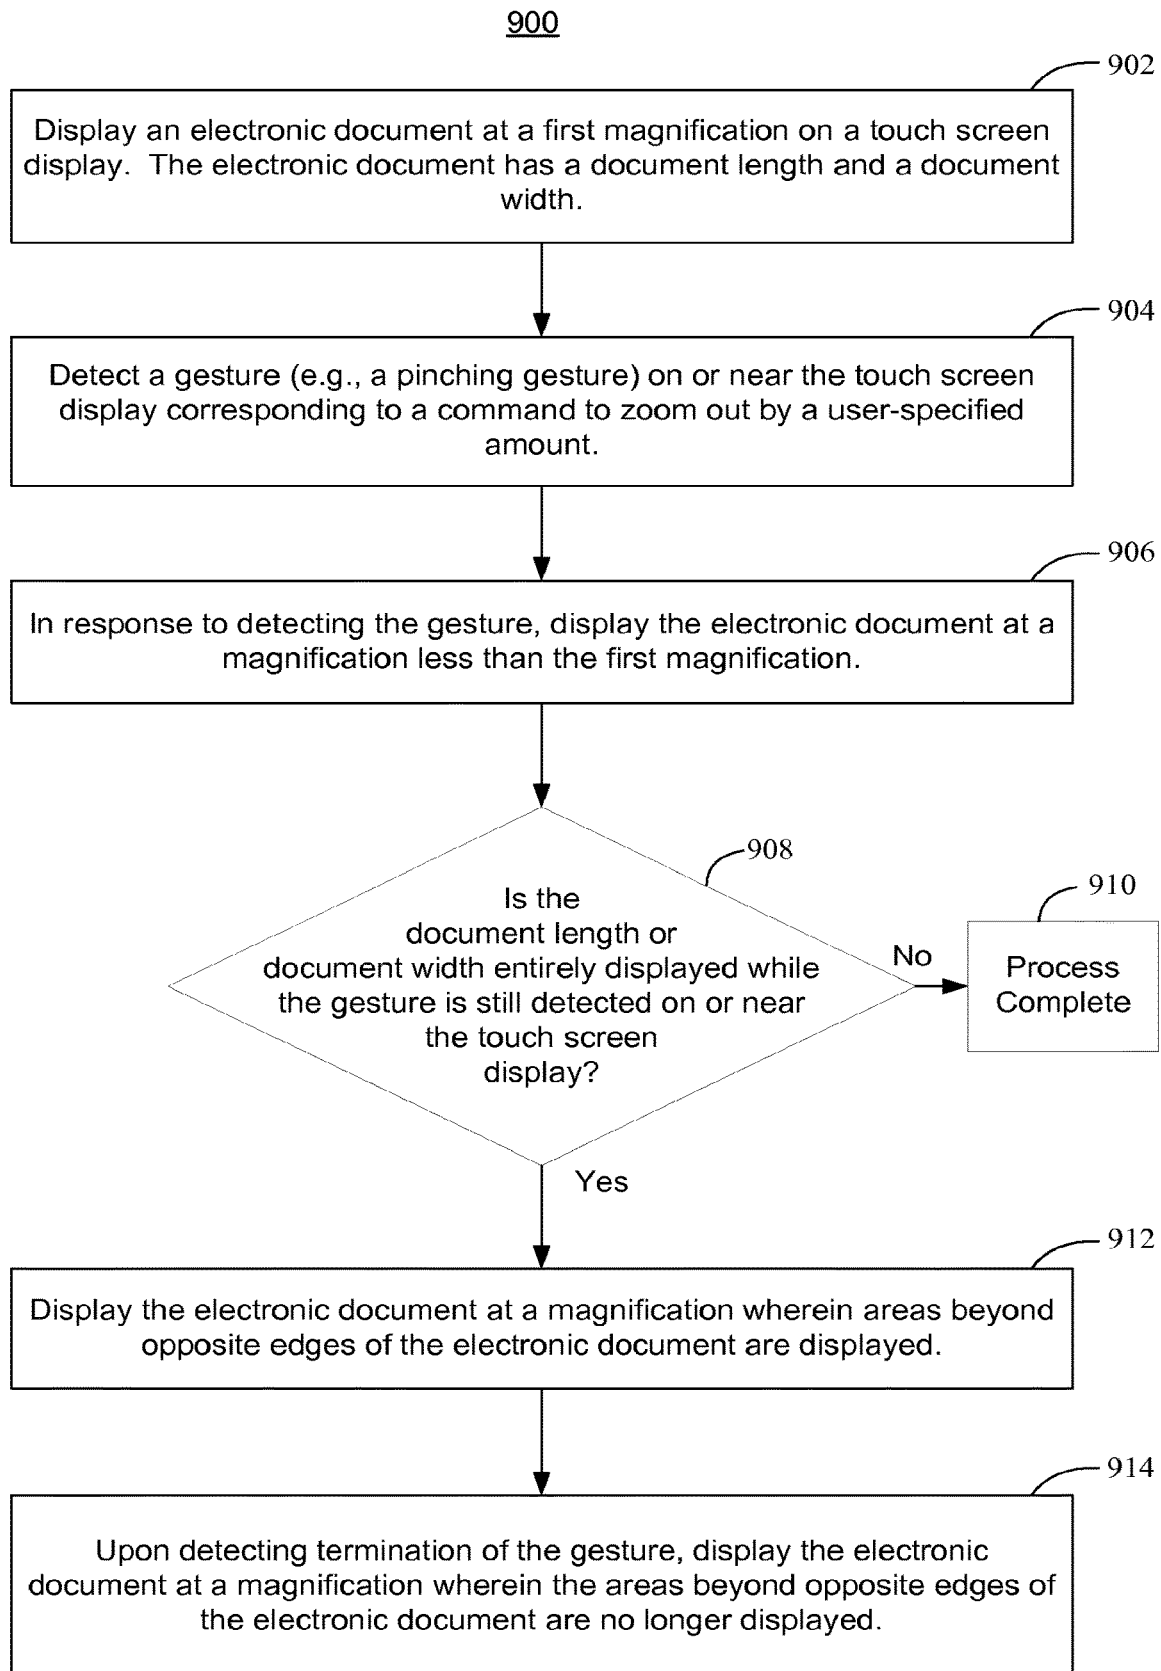 900
902
Display an electronic document at a first magnification on a touch screen
display.  The electronic document has a document length and a document
width.
904
Detect a gesture (e.g., a pinching gesture) on or near the touch screen
display corresponding to a command to zoom out by a user-specified
amount.
906
In response to detecting the gesture, display the electronic document at a
magnification less than the first magnification.
908
Is the
document length or
document width entirely displayed while
the gesture is still detected on or near
the touch screen
display?
No
910
Process
Complete
Yes
912
Display the electronic document at a magnification wherein areas beyond
opposite edges of the electronic document are displayed.
914
Upon detecting termination of the gesture, display the electronic
document at a magnification wherein the areas beyond opposite edges of
the electronic document are no longer displayed.